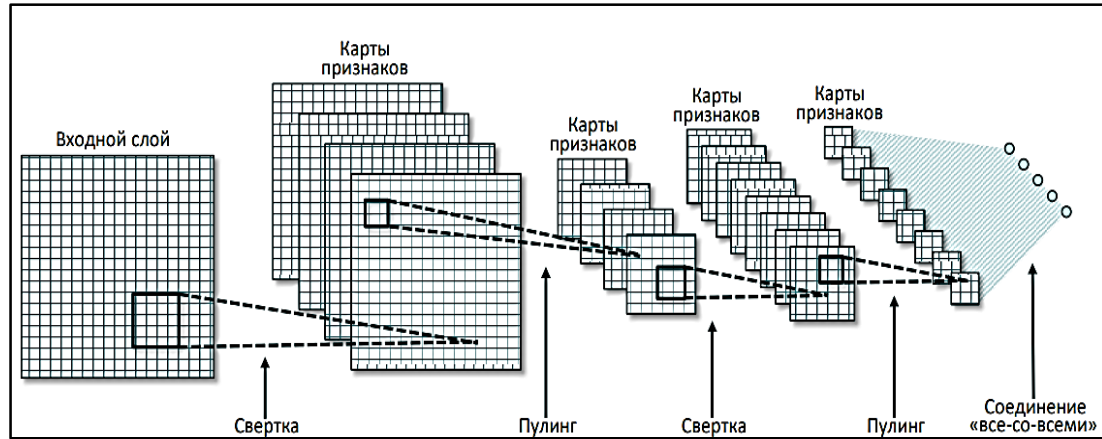 Входной слой
Карты
признаков
Карты
признаков
Карты
признаков
Карты
признаков
Свертка
Пулинг
Свертка
Пулинг
Соединение
«все-со-всеми»